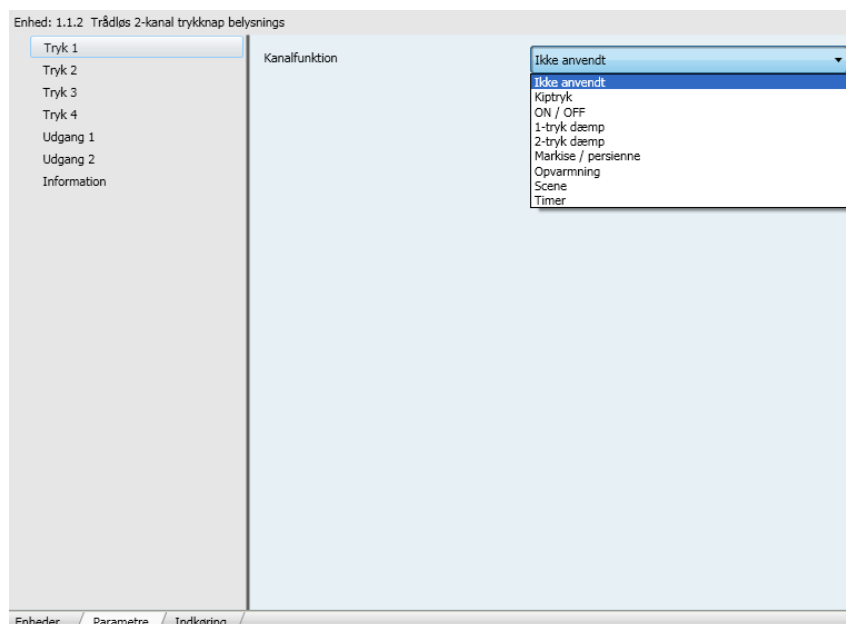 Enhed: 1.1.2 Trådløs 2-kanal trykknap belysnings
Tryk 1
Tryk 2
Tryk 3
Tryk 4
Udgang 1
Udgang 2
Information
Kanalfunktion
Ikke anvendt
Ikke anvendt
Kiptryk
ON / OFF
1-tryk dæmp
2-tryk dæmp
Markise / persienne
Opvarmning
Scene
Timer
Enheder
Parametre
Indkøring